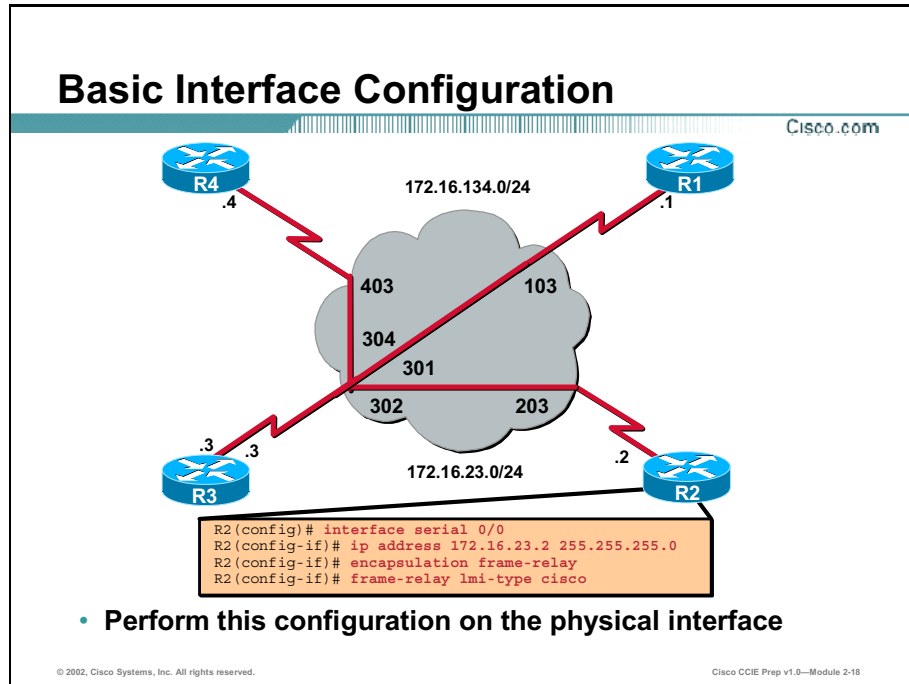 Basic Interface Configuration
Cisco.com
R4
.4
172.16.134.0/24
R1
.1
403
103
304
301
302
203
.3
.3
R3
172.16.23.0/24
.2
R2
R2(config)# interface serial 0/0
R2(config-if)# ip address 172.16.23.2 255.255.255.0
R2(config-if)# encapsulation frame-relay
R2(config-if)# frame-relay lmi-type cisco
• Perform this configuration on the physical interface
© 2002, Cisco Systems, Inc. All rights reserved.
Cisco CCIE Prep v1.0—Module 2-18